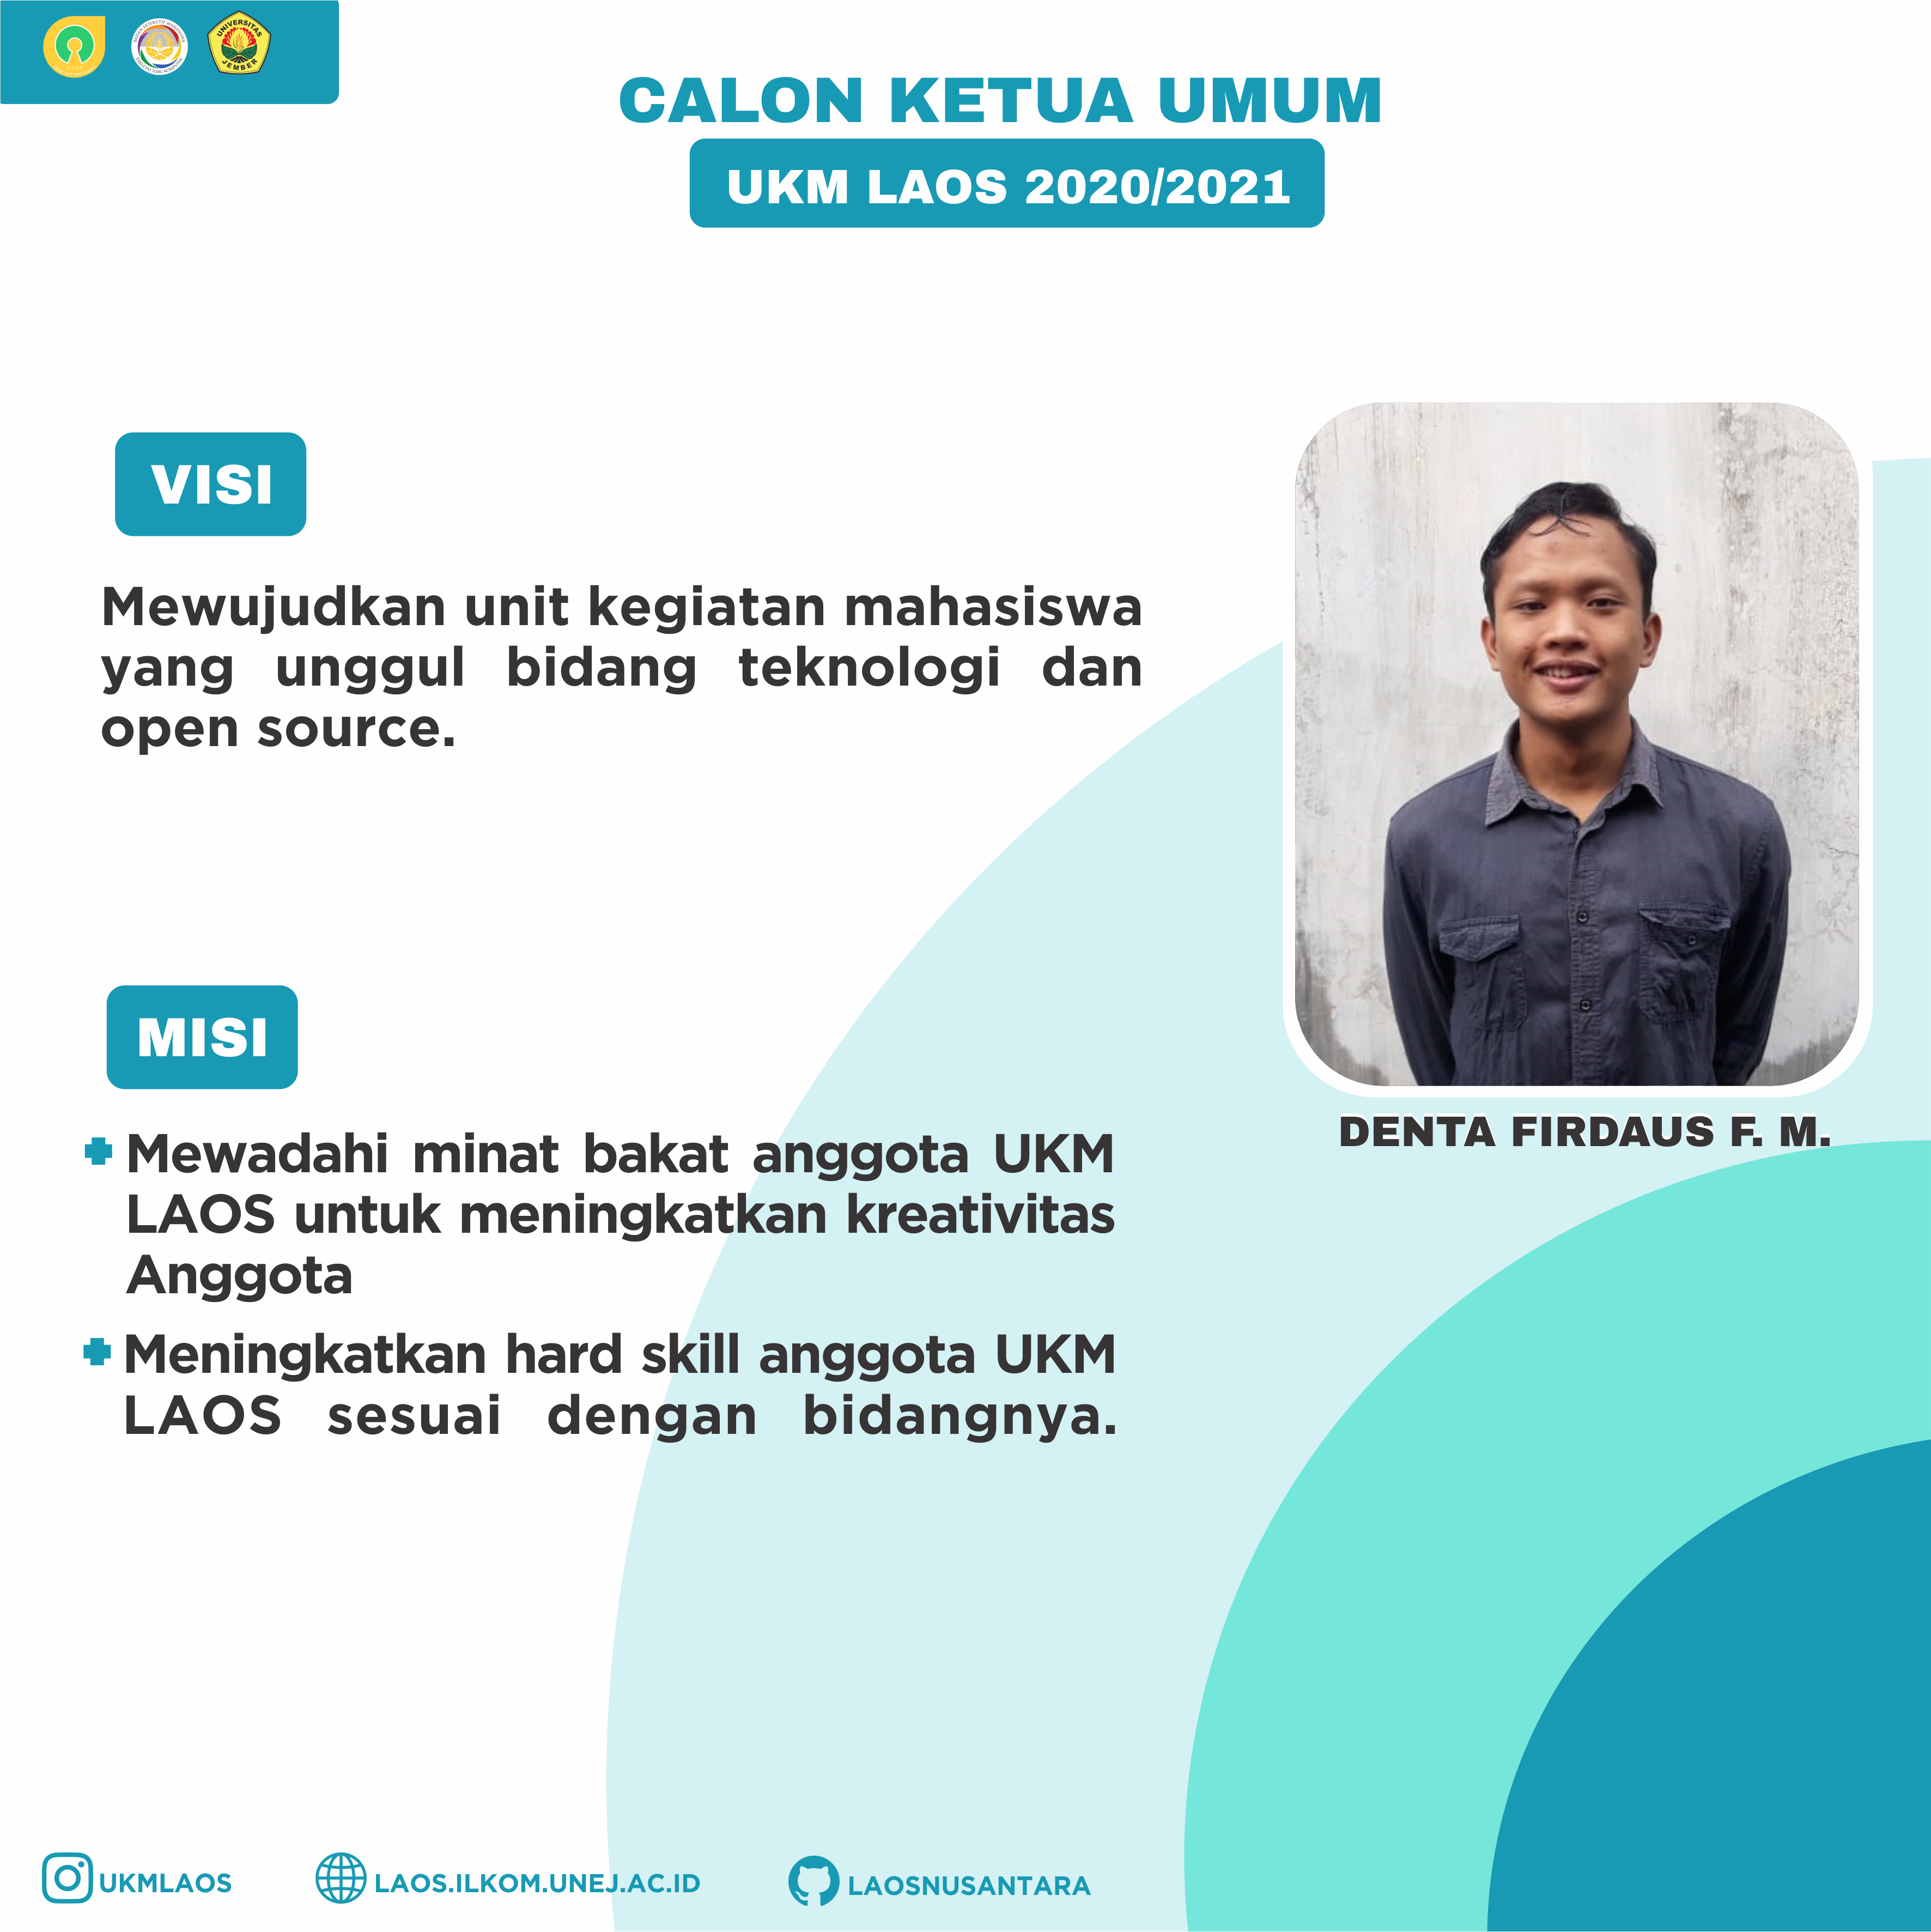 UNIVERSITAS
JEMBER
CALON KETUA UMUM
UKM LAOS 2020/2021
VISI
Mewujudkan unit kegiatan mahasiswa
yang unggul bidang teknologi dan
open source.
MISI
Mewadahi minat bakat anggota UKM
LAOS untuk meningkatkan kreativitas
Anggota
Meningkatkan hard skill anggota UKM
LAOS sesuai dengan bidangnya.
DENTA FIRDAUS F. M.
UKMLAOS
LAOS.ILKOM.UNEJ.AC.ID
LAOSNUSANTARA